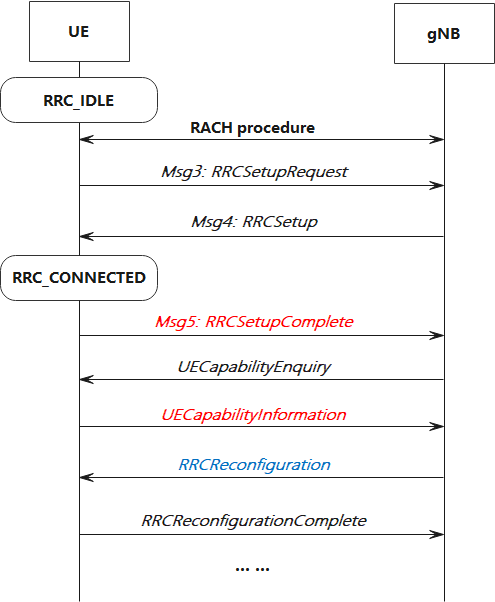 UE
gNB
RRC_IDLE
RACH procedure
Msg3: RRCSetupRequest
Msg4: RRCSetup
RRC_CONNECTED
Msg5: RRCSetupComplete
UECapabilityEnquiry
UECapabilityInformation
RRCReconfiguration
RRCReconfigurationComplete
... ...